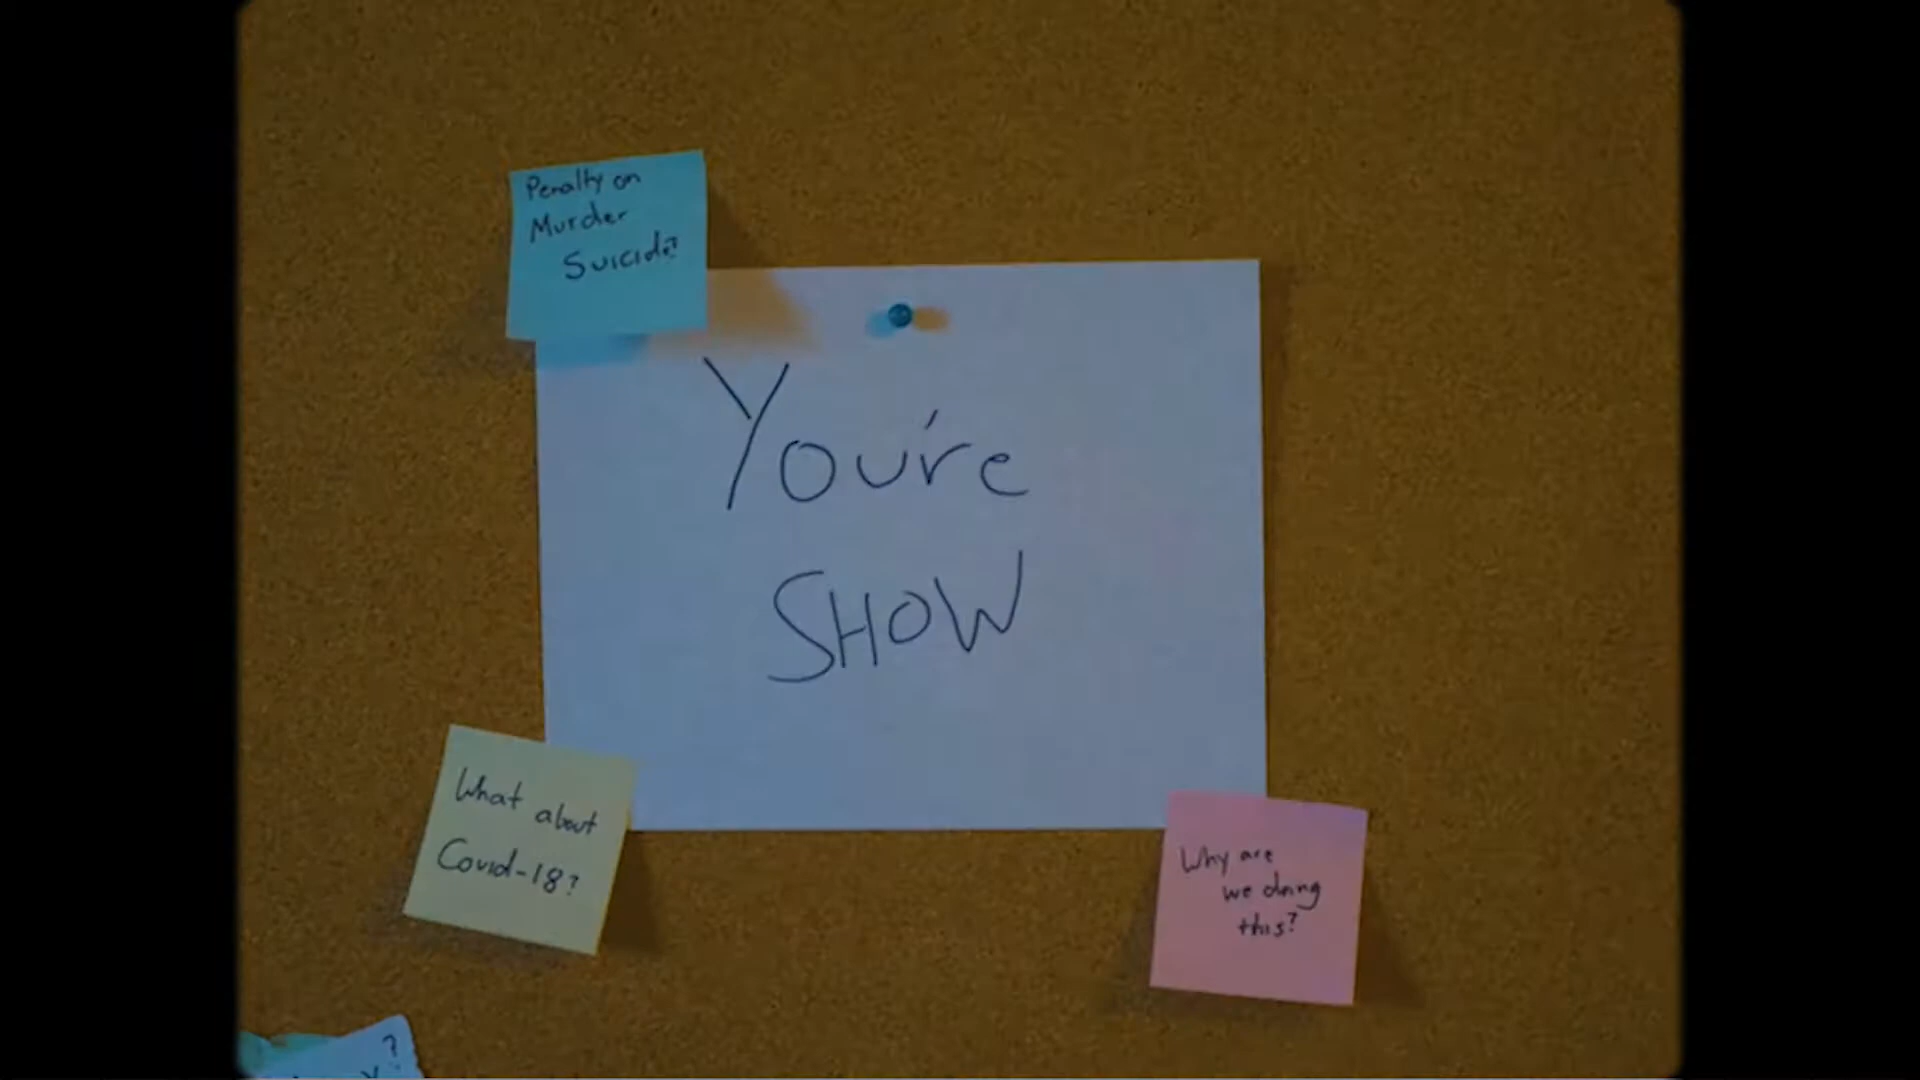 Penalty on
Murder
Suicide?
You're
SHOW
What about
Covid-18?
Why are
we doing
this?
?